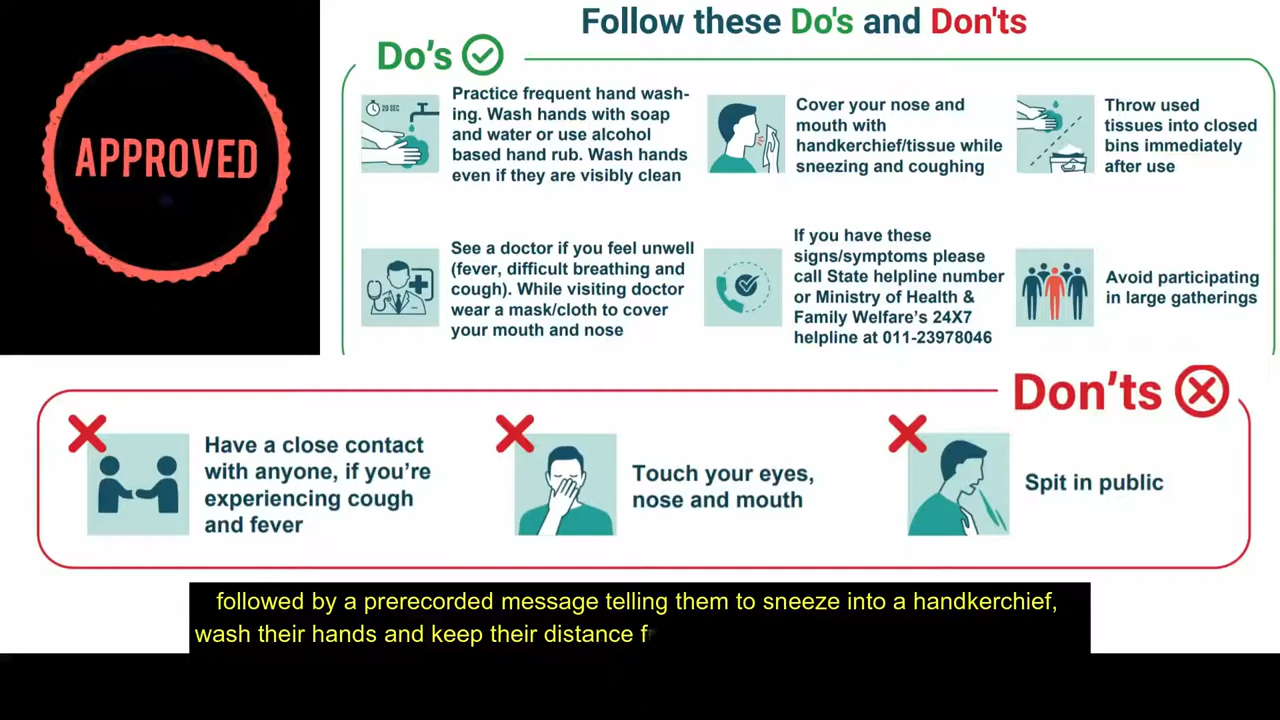 Follow these Do's and Don'ts
Do's
APPROVED
20 SEC
Practice frequent hand wash-
ing. Wash hands with soap
and water or use alcohol
based hand rub. Wash hands
even if they are visibly clean
Cover your nose and
mouth with
handkerchief/tissue while
sneezing and coughing
Throw used
tissues into closed
bins immediately
after use
See a doctor if you feel unwell
(fever, difficult breathing and
cough). While visiting doctor
wear a mask/cloth to cover
your mouth and nose
If you have these
signs/symptoms please
call State helpline number
or Ministry of Health &
Family Welfare's 24X7
helpline at 011-23978046
Avoid participating
in large gatherings
Don'ts
Have a close contact
with anyone, if you're
experiencing cough
and fever
Touch your eyes,
nose and mouth
Spit in public
followed by a prerecorded message telling them to sneeze into a handkerchief,
wash their hands and keep their distance